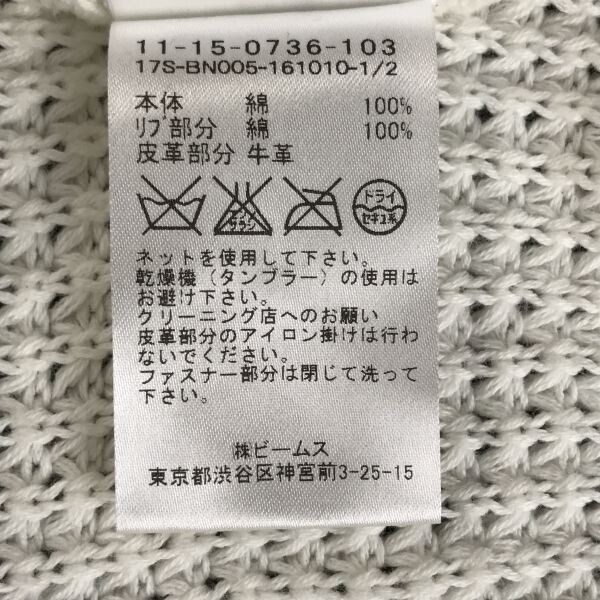 11-15-0736-103
17S-BN005-161010-1/2
本体 綿 100%
ﾘﾌﾞ部分 綿 100%
皮革部分 牛革
エンソ サラシ
ドライ
セキユ系
ネットを使用して下さい。
乾燥機（タンブラー）の使用は
お避け下さい。
クリーニング店へのお願い
皮革部分のアイロン掛けは行わ
ないでください。
ファスナー部分は閉じて洗って
下さい。
㈱ビームス
東京都渋谷区神宮前3-25-15